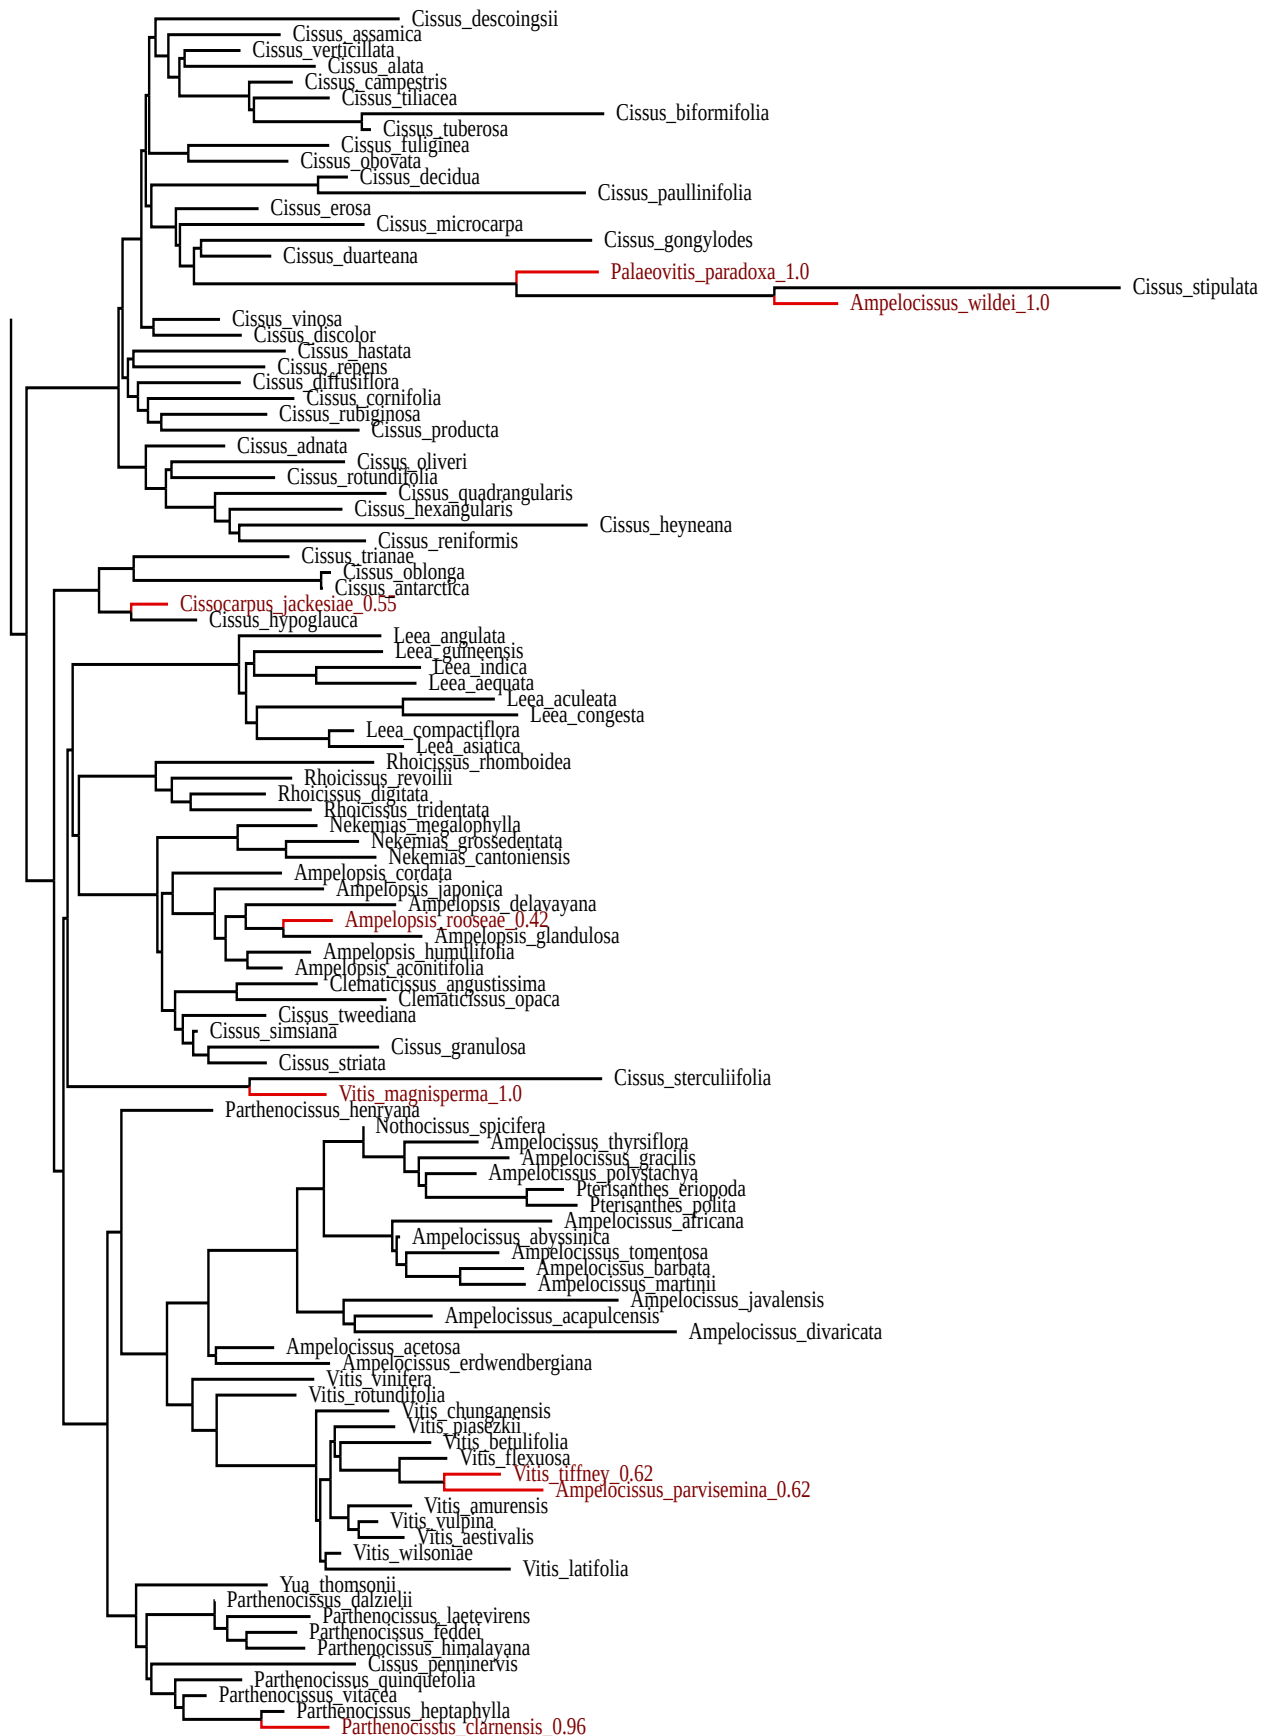 Cissus_descoingsii
Cissus_assamica
Cissus_verticillata
Cissus_alata
Cissus_campestris
Cissus_tiliacea
Cissus_biformifolia
Cissus_tuberosa
Cissus_fuliginea
Cissus_obovata
Cissus_decidua
Cissus_paullinifolia
Cissus_erosa
Cissus_microcarpa
Cissus_gongylodes
Cissus_duarteana
Palaeovitis_paradoxa_1.0
Cissus_stipulata
Ampelocissus_wildei_1.0
Cissus_vinosa
Cissus_discolor
Cissus_hastata
Cissus_repens
Cissus_diffusiflora
Cissus_cornifolia
Cissus_rubiginosa
Cissus_producta
Cissus_adnata
Cissus_oliveri
Cissus_rotundifolia
Cissus_quadrangularis
Cissus_hexangularis
Cissus_heyneana
Cissus_reniformis
Cissus_trianae
Cissus_oblonga
Cissus_antarctica
Cissocarpus_jackesiae_0.55
Cissus_hypoglauca
Leea_angulata
Leea_guineensis
Leea_indica
Leea_aequata
Leea_aculeata
Leea_congesta
Leea_compactiflora
Leea_asiatica
Rhoicissus_rhomboidea
Rhoicissus_revoilii
Rhoicissus_digitata
Rhoicissus_tridentata
Nekemias_megalophylla
Nekemias_grossedentata
Nekemias_cantoniensis
Ampelopsis_cordata
Ampelopsis_japonica
Ampelopsis_delavayana
Ampelopsis_rooseae_0.42
Ampelopsis_glandulosa
Ampelopsis_humulifolia
Ampelopsis_aconitifolia
Clematicissus_angustissima
Clematicissus_opaca
Cissus_tweediana
Cissus_simsiana
Cissus_granulosa
Cissus_striata
Cissus_sterculiifolia
Vitis_magnisperma_1.0
Parthenocissus_henryana
Nothocissus_spicifera
Ampelocissus_thyrsiflora
Ampelocissus_gracilis
Ampelocissus_polystachya
Pterisanthes_eriopoda
Pterisanthes_polita
Ampelocissus_africana
Ampelocissus_abyssinica
Ampelocissus_tomentosa
Ampelocissus_barbata
Ampelocissus_martinii
Ampelocissus_javalensis
Ampelocissus_acapulcensis
Ampelocissus_divaricata
Ampelocissus_acetosa
Ampelocissus_erdwendbergiana
Vitis_vinifera
Vitis_rotundifolia
Vitis_chunganensis
Vitis_piasezkii
Vitis_betulifolia
Vitis_flexuosa
Vitis_tiffney_0.62
Ampelocissus_parvisemina_0.62
Vitis_amurensis
Vitis_vulpina
Vitis_aestivalis
Vitis_wilsoniae
Vitis_latifolia
Yua_thomsonii
Parthenocissus_dalzielii
Parthenocissus_laetevirens
Parthenocissus_feddei
Parthenocissus_himalayana
Cissus_penninervis
Parthenocissus_quinquefolia
Parthenocissus_vitacea
Parthenocissus_heptaphylla
Parthenocissus_clarnensis_0.96